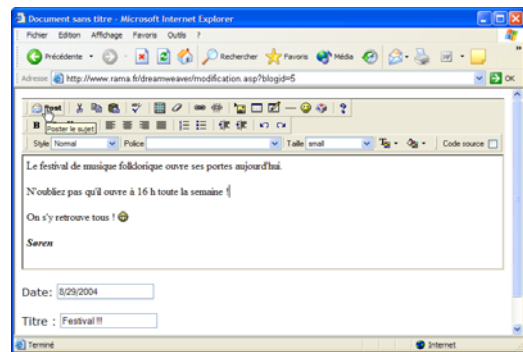 Document sans titre - Microsoft Internet Explorer
Fichier Edition Affichage Favoris Outils ?
Précédente Rechercher Favoris Média
Adresse http://www.rama.fr/dreamweaver/modification.asp?blogid=5 OK
Post
B
Poster le sujet
Style Normal Police Taille small Code source
Le festival de musique folklorique ouvre ses portes aujourd'hui.
N'oubliez pas qu'il ouvre à 16 h toute la semaine !
On s'y retrouve tous !
Søren
Date: 8/29/2004
Titre : Festival !!!
Terminé Internet